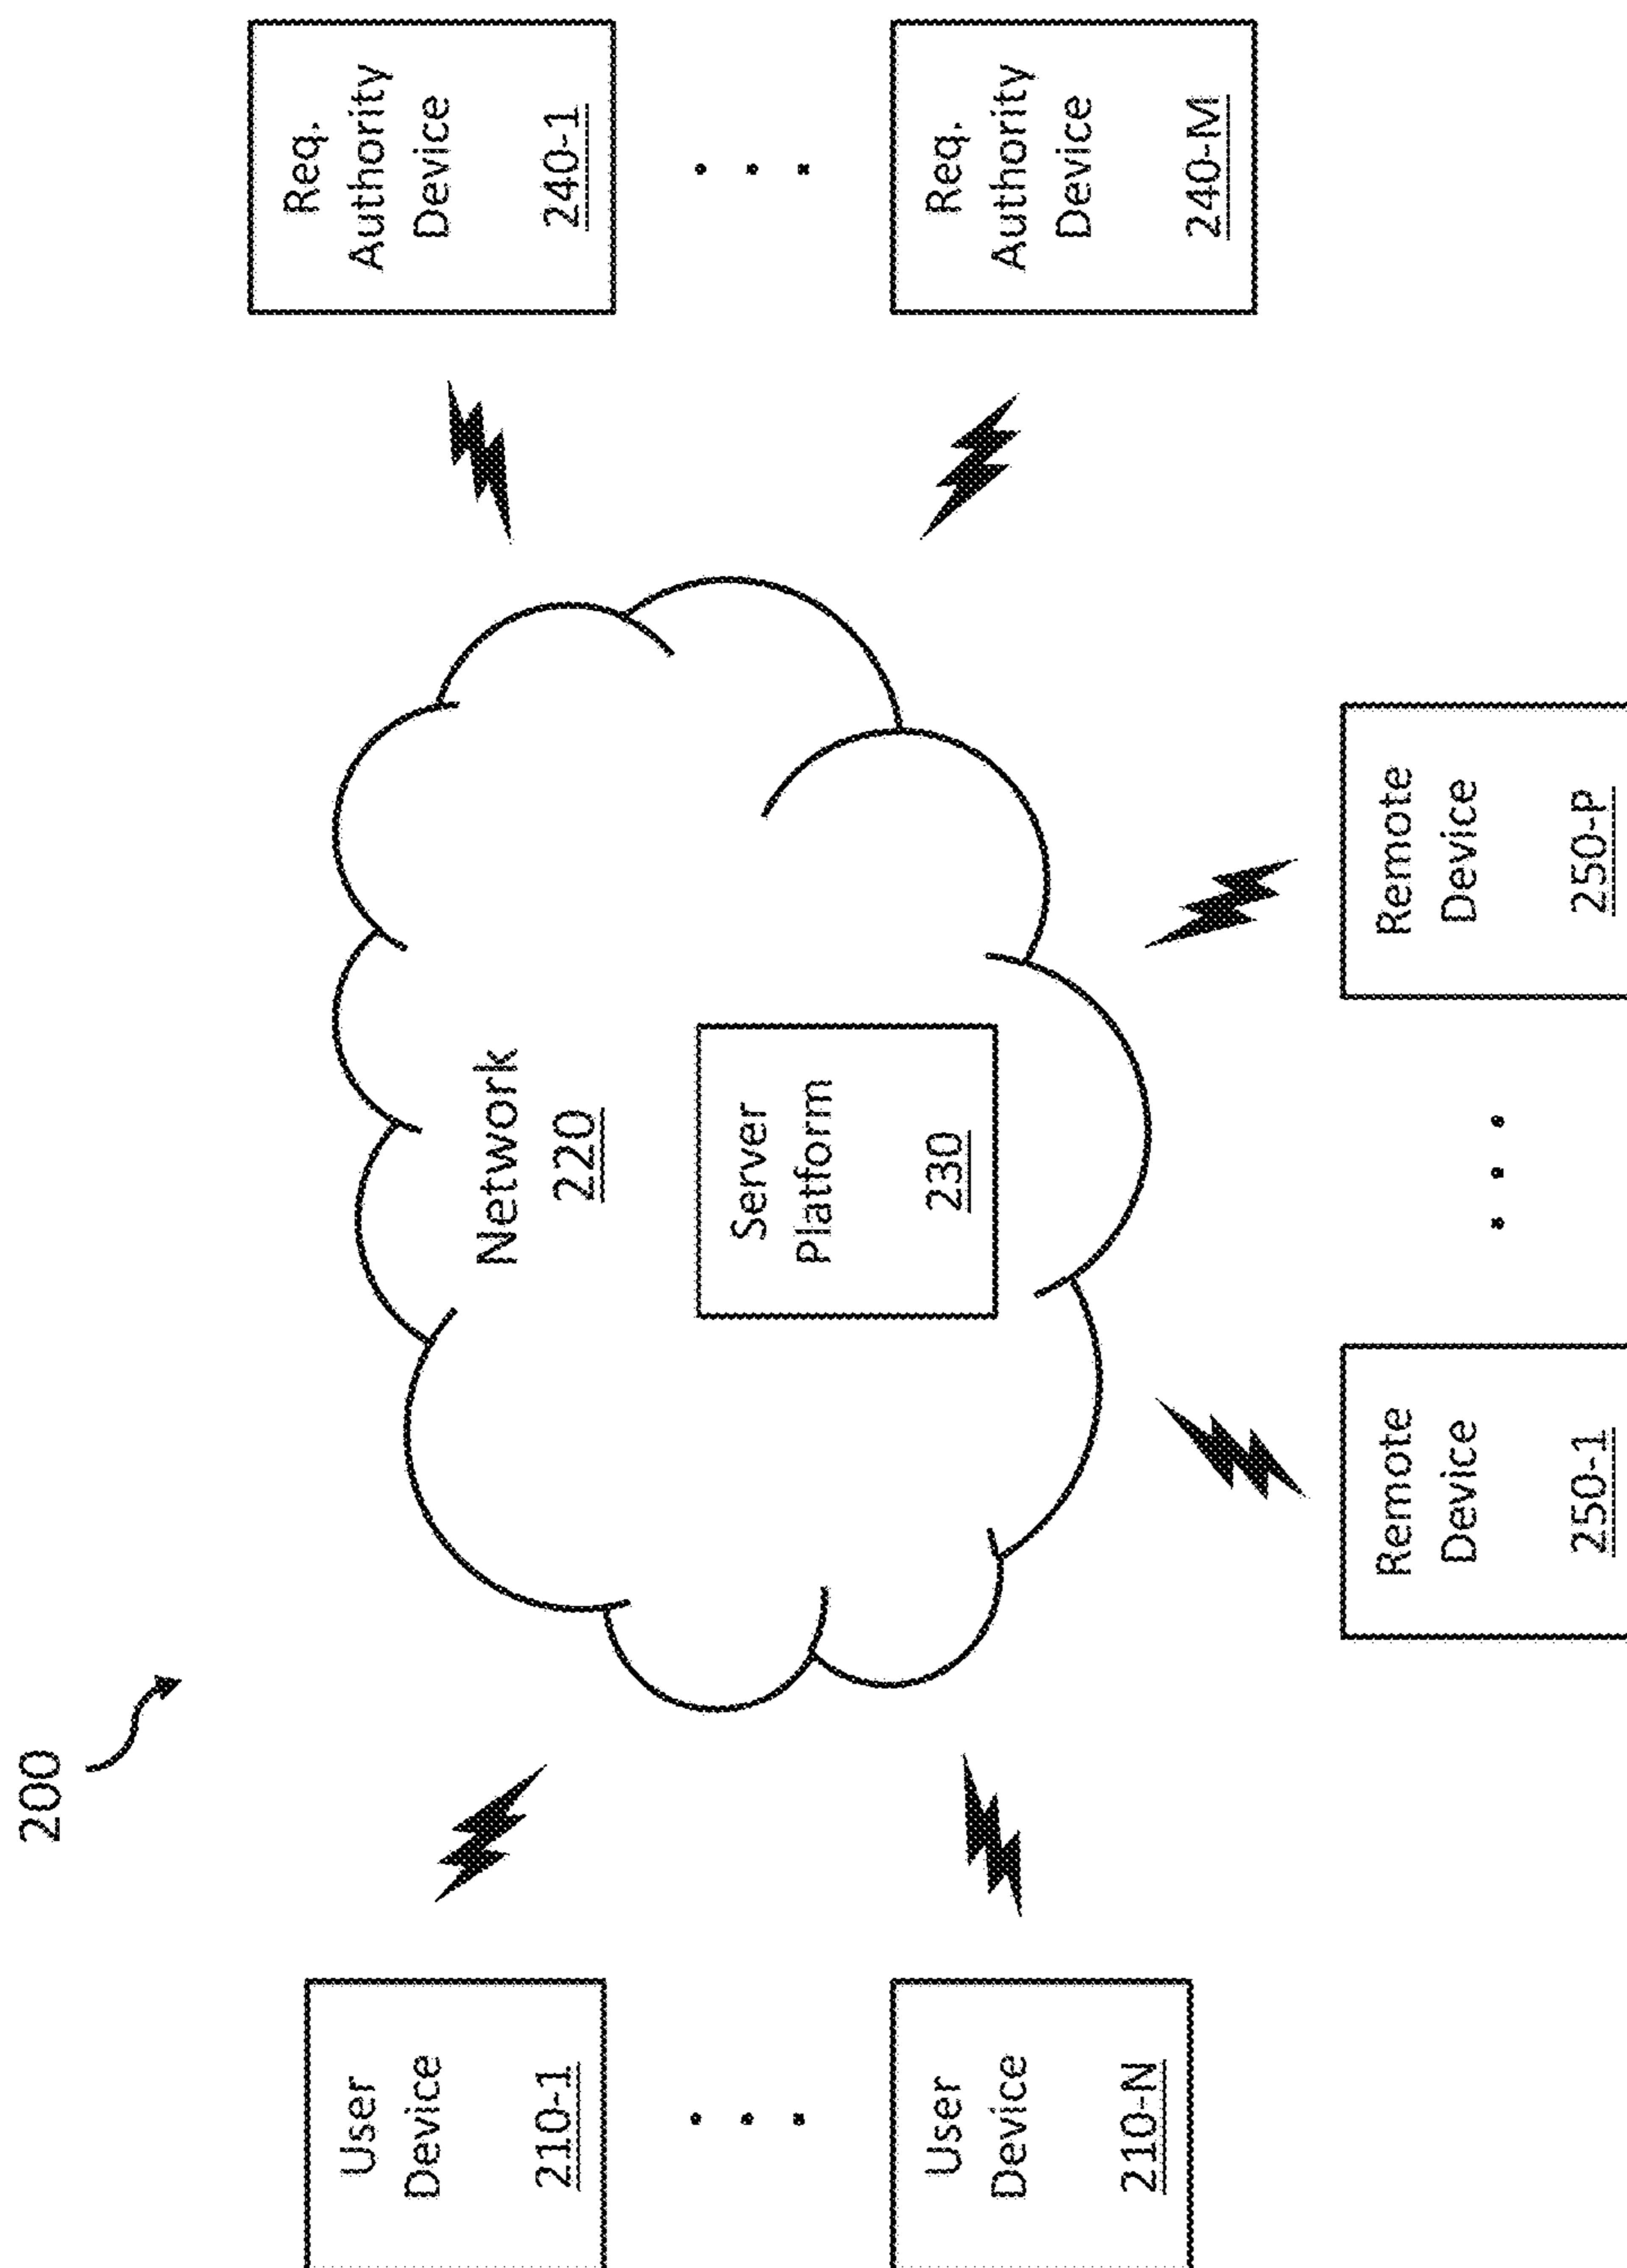 200
User
Device
210-1
User
Device
210-N
Network
220
Server
Platform
230
Req.
Authority
Device
240-1
Req.
Authority
Device
240-M
Remote
Device
250-1
Remote
Device
250-P